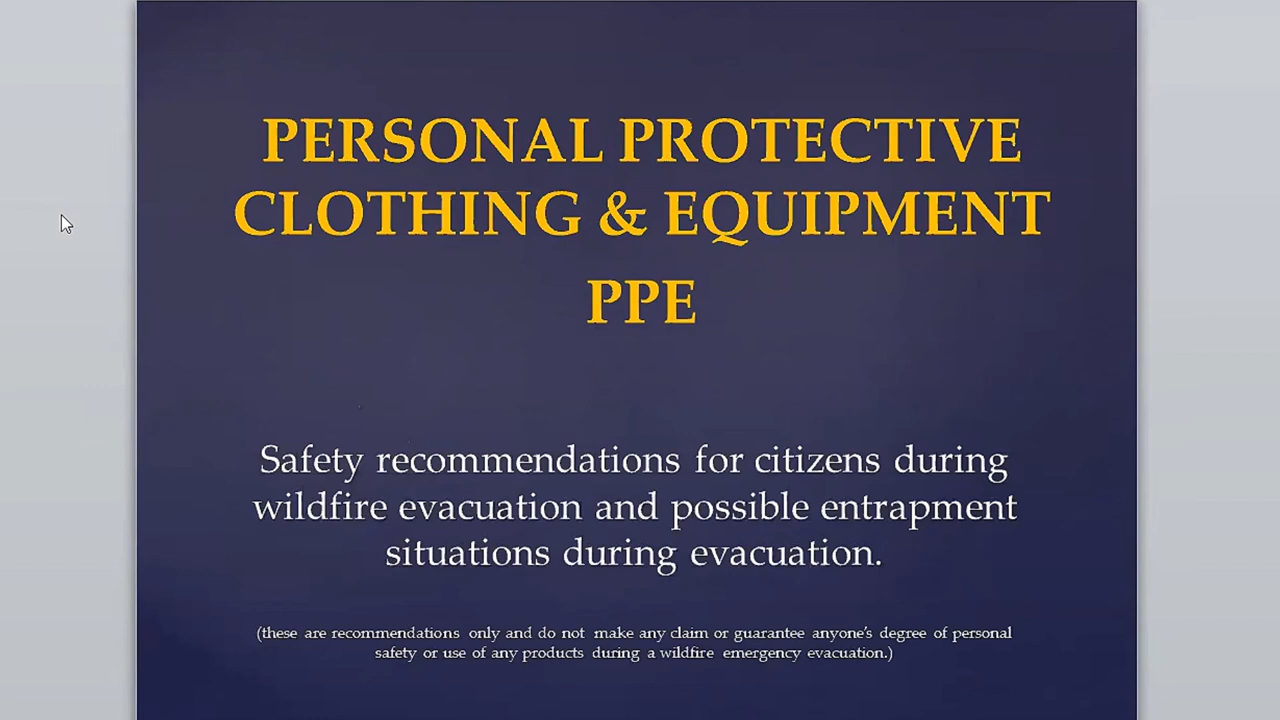 PERSONAL PROTECTIVE
CLOTHING & EQUIPMENT
PPE
Safety recommendations for citizens during
wildfire evacuation and possible entrapment
situations during evacuation.
(these are recommendations only and do not make any claim or guarantee anyone's degree of personal
safety or use of any products during a wildfire emergency evacuation.)